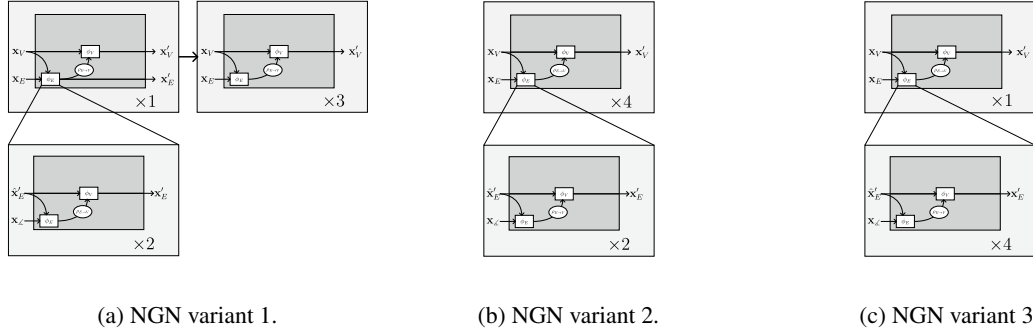 x_V φ_V x′_V x_V φ_V x′_V x_V φ_V x′_V x_V φ_V x′_V
ρ_{E→V} ρ_{E→V} ρ_{E→V} ρ_{E→V}
x_E φ_E x′_E x_E φ_E x_E φ_E x_E φ_E
×1 ×3 ×4 ×1
x̂′_E φ_V x′_E x̂′_E φ_V x′_E x̂′_E φ_V x′_E
ρ_{E→V} ρ_{E→V} ρ_{E→V}
x_∠ φ_E x_∠ φ_E x_∠ φ_E
×2 ×2 ×4
(a) NGN variant 1. (b) NGN variant 2. (c) NGN variant 3